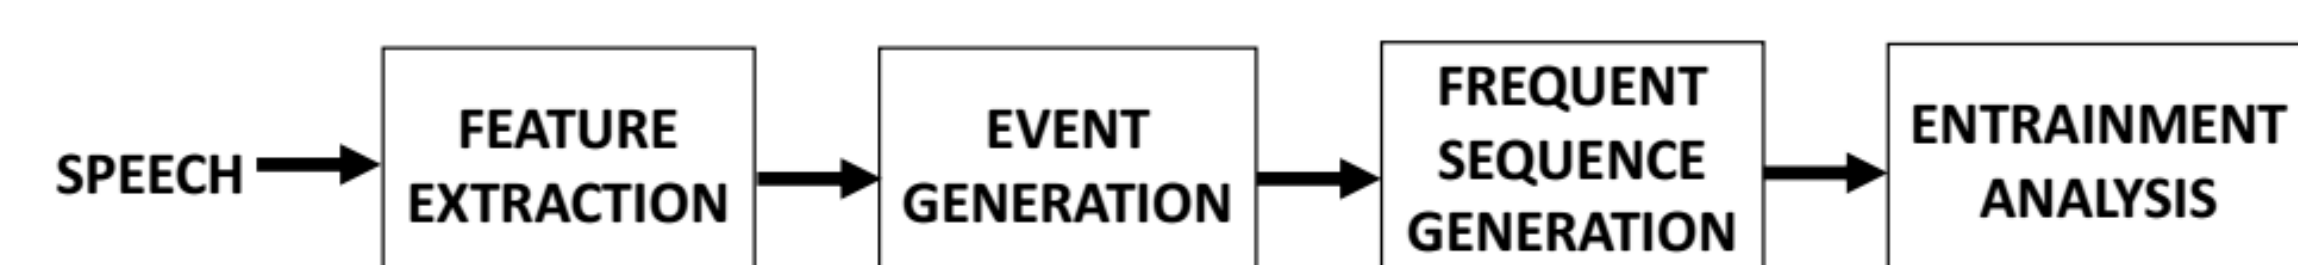 SPEECH
FEATURE
EXTRACTION
EVENT
GENERATION
FREQUENT
SEQUENCE
GENERATION
ENTRAINMENT
ANALYSIS